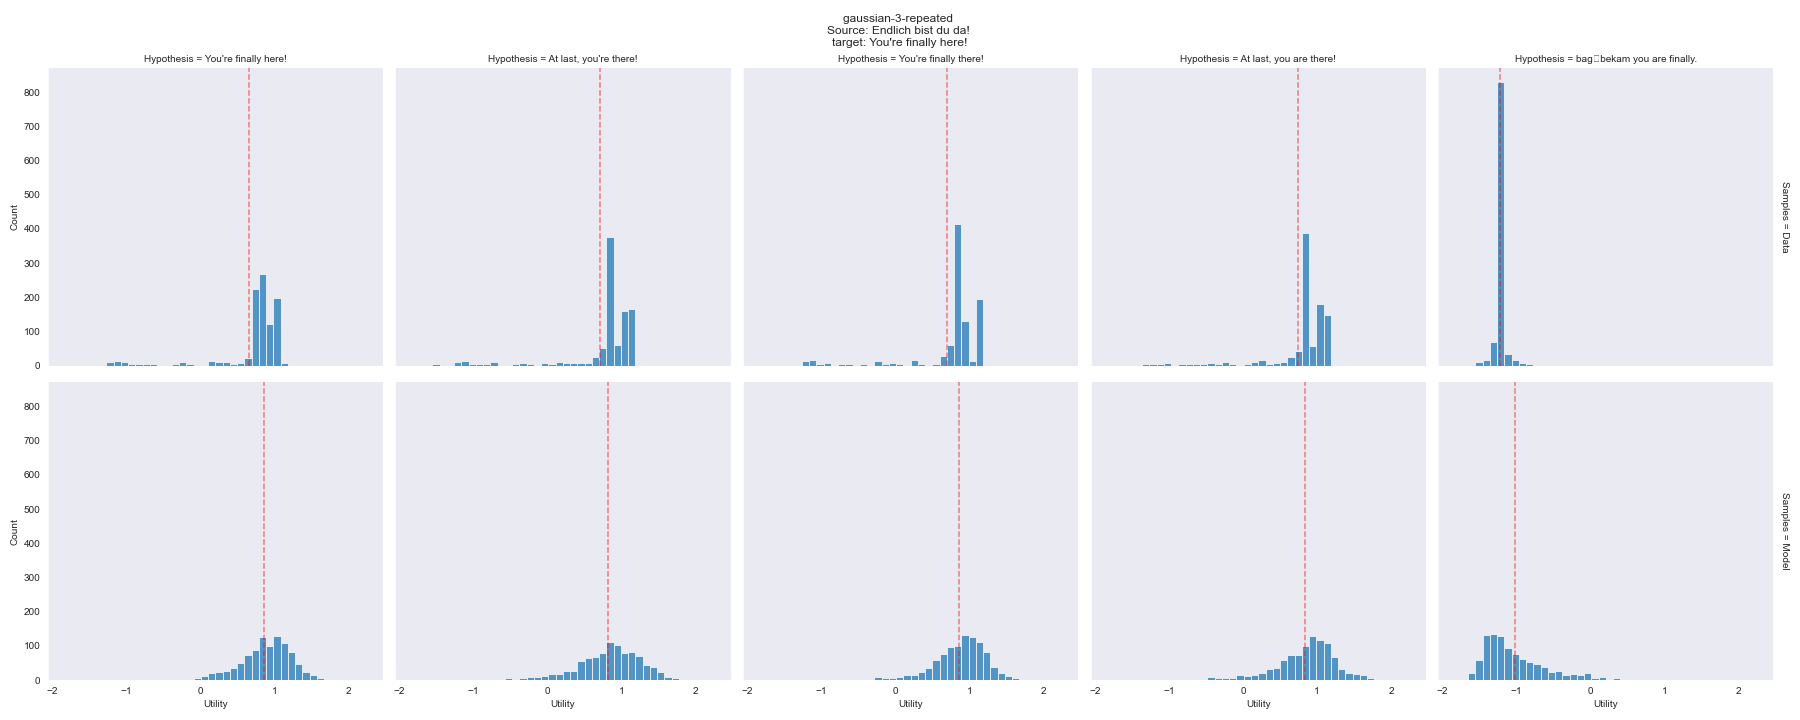 gaussian-3-repeated
Source: Endlich bist du da!
target: You're finally here!
Hypothesis = You're finally here!
Hypothesis = At last, you're there!
Hypothesis = You're finally there!
Hypothesis = At last, you are there!
Hypothesis = bag□bekam you are finally.
800
700
600
500
400
300
200
100
0
Count
Samples = Data
800
700
600
500
400
300
200
100
0
Count
Samples = Model
−2 −1 0 1 2
Utility
−2 −1 0 1 2
Utility
−2 −1 0 1 2
Utility
−2 −1 0 1 2
Utility
−2 −1 0 1 2
Utility